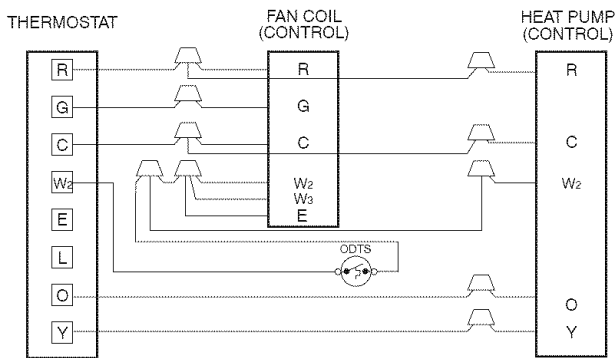 THERMOSTAT
FAN COIL
(CONTROL)
HEAT PUMP
(CONTROL)
R R R
G G
C C C
W2 W2 W2
W3
E E
L
ODTS
O O
Y Y